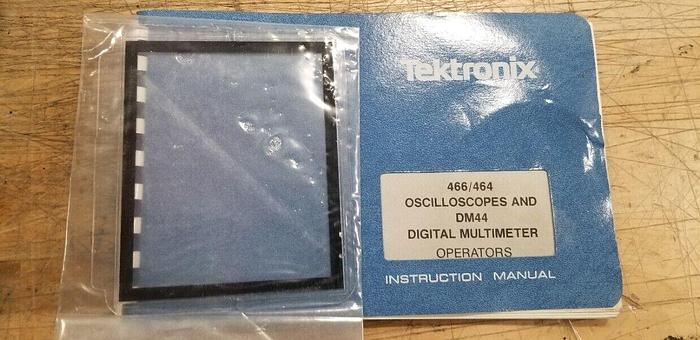 Tektronix
466/464
OSCILLOSCOPES AND
DM44
DIGITAL MULTIMETER
OPERATORS
INSTRUCTION MANUAL